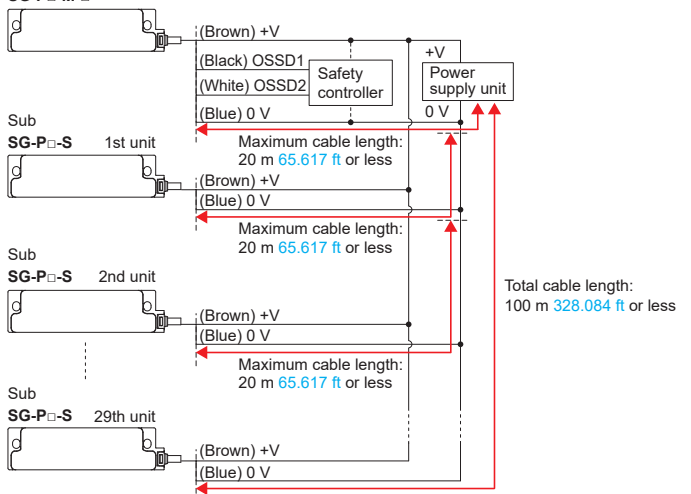 (Brown) +V
+V
(Black) OSSD1
Safety
controller
Power
supply unit
(White) OSSD2
(Blue) 0 V
0 V
Sub
SG-P□-S 1st unit
Maximum cable length:
20 m 65.617 ft or less
(Brown) +V
(Blue) 0 V
Maximum cable length:
20 m 65.617 ft or less
Sub
SG-P□-S 2nd unit
Total cable length:
100 m 328.084 ft or less
(Brown) +V
(Blue) 0 V
Maximum cable length:
20 m 65.617 ft or less
Sub
SG-P□-S 29th unit
(Brown) +V
(Blue) 0 V